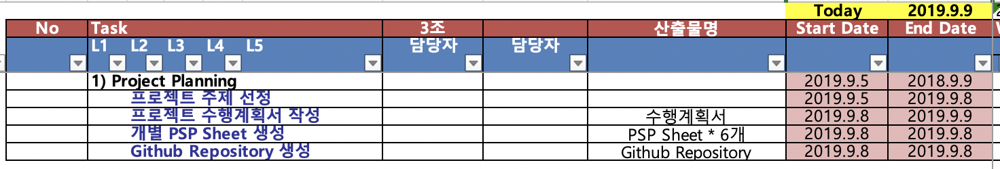 Today 2019.9.9
No Task 3조 산출물명 Start Date End Date
L1 L2 L3 L4 L5 담당자 담당자
1) Project Planning 2019.9.5 2018.9.9
프로젝트 주제 선정 2019.9.5 2019.9.8
프로젝트 수행계획서 작성 수행계획서 2019.9.8 2019.9.9
개별 PSP Sheet 생성 PSP Sheet * 6개 2019.9.8 2019.9.8
Github Repository 생성 Github Repository 2019.9.8 2019.9.8